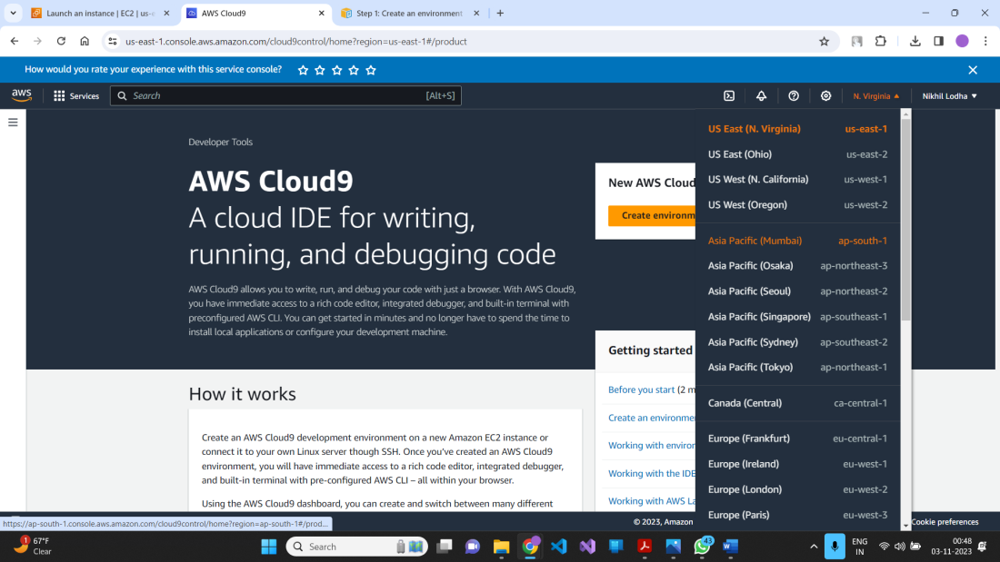 Launch an instance | EC2 | us-e
AWS Cloud9
Step 1: Create an environment
us-east-1.console.aws.amazon.com/cloud9control/home?region=us-east-1#/product
How would you rate your experience with this service console?
aws
Services
Search
[Alt+S]
N. Virginia
Nikhil Lodha
Developer Tools
AWS Cloud9
A cloud IDE for writing,
running, and debugging code
AWS Cloud9 allows you to write, run, and debug your code with just a browser. With AWS Cloud9,
you have immediate access to a rich code editor, integrated debugger, and built-in terminal with
preconfigured AWS CLI. You can get started in minutes and no longer have to spend the time to
install local applications or configure your development machine.
New AWS Cloud
Create environm
US East (N. Virginia) us-east-1
US East (Ohio) us-east-2
US West (N. California) us-west-1
US West (Oregon) us-west-2
Asia Pacific (Mumbai) ap-south-1
Asia Pacific (Osaka) ap-northeast-3
Asia Pacific (Seoul) ap-northeast-2
Asia Pacific (Singapore) ap-southeast-1
Asia Pacific (Sydney) ap-southeast-2
Asia Pacific (Tokyo) ap-northeast-1
Canada (Central) ca-central-1
Europe (Frankfurt) eu-central-1
Europe (Ireland) eu-west-1
Europe (London) eu-west-2
Europe (Paris) eu-west-3
Getting started
Before you start (2 m
Create an environme
Working with environ
Working with the IDE
Working with AWS La
How it works
Create an AWS Cloud9 development environment on a new Amazon EC2 instance or
connect it to your own Linux server though SSH. Once you've created an AWS Cloud9
environment, you will have immediate access to a rich code editor, integrated debugger,
and built-in terminal with pre-configured AWS CLI – all within your browser.
Using the AWS Cloud9 dashboard, you can create and switch between many different
https://ap-south-1.console.aws.amazon.com/cloud9control/home?region=ap-south-1#/prod...
© 2023, Amazon
Cookie preferences
1
67°F
Clear
Search
43
ENG
IN
00:48
03-11-2023